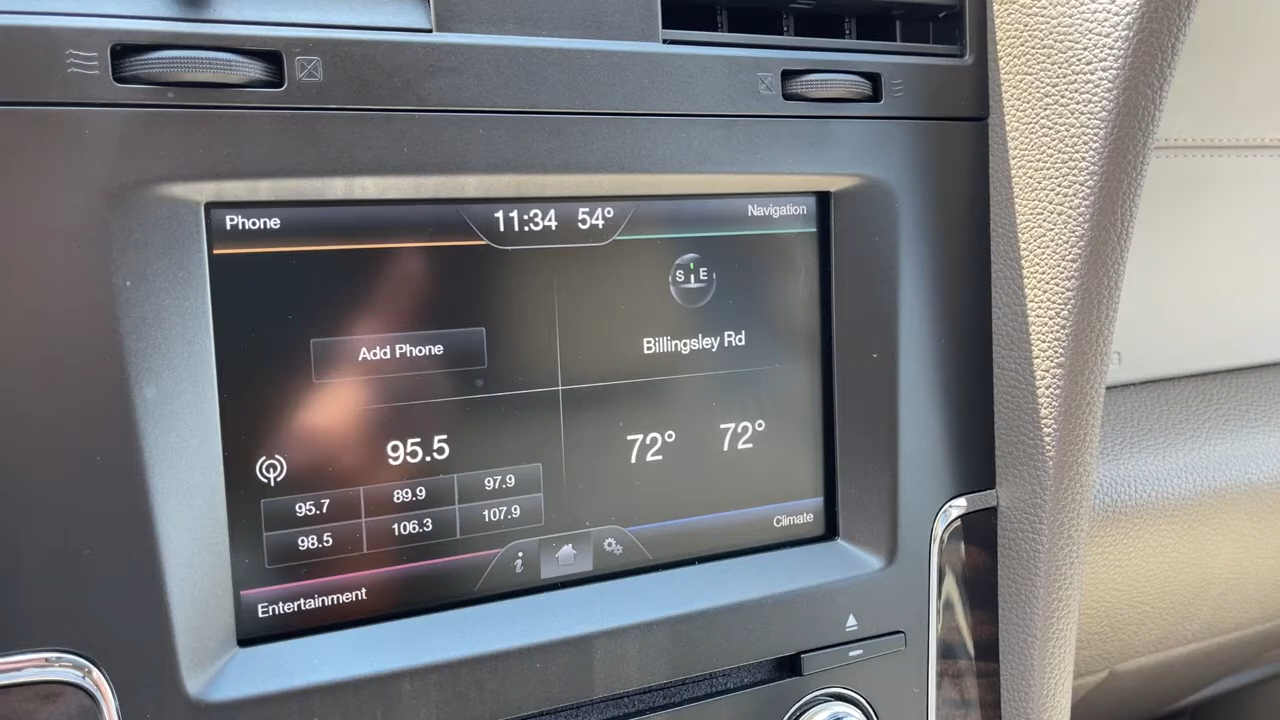 Phone
11:34 54°
Navigation
S E
Add Phone
Billingsley Rd
95.5
72° 72°
95.7 89.9 97.9
98.5 106.3 107.9
Climate
i
Entertainment